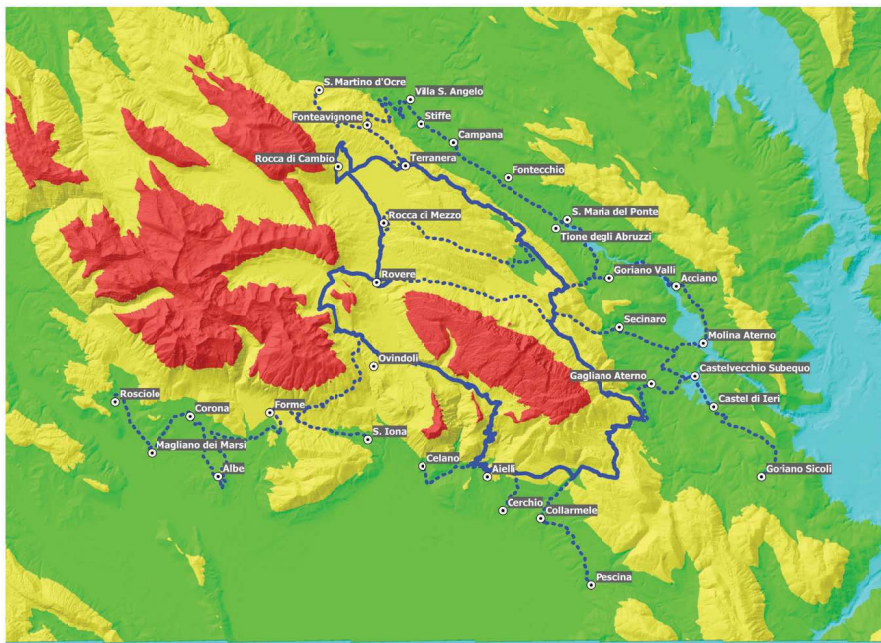 S. Martino d'Ocre
Villa S. Angelo
Fonteavignone
Stiffe
Campana
Rocca di Cambio
Terranera
Fontecchio
Rocca di Mezzo
S. Maria del Ponte
Tione degli Abruzzi
Rovere
Goriano Valli
Acciano
Secinaro
Molina Aterno
Ovindoli
Gagliano Aterno
Castelvecchio Subequo
Rosciolo
Corona
Forme
Castel di Ieri
Magliano dei Marsi
S. Iona
Albe
Celano
Aielli
Goriano Sicoli
Cerchio
Collarmele
Pescina